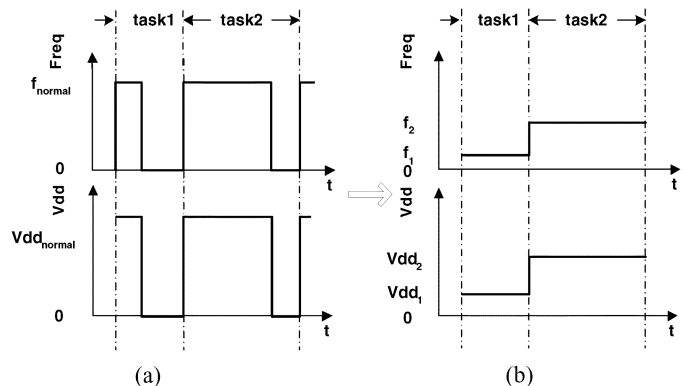 task1 task2
Freq
f_normal
0
t
Vdd
Vdd_normal
0
t
(a)
task1 task2
Freq
f_2
f_1
0
t
Vdd
Vdd_2
Vdd_1
0
t
(b)